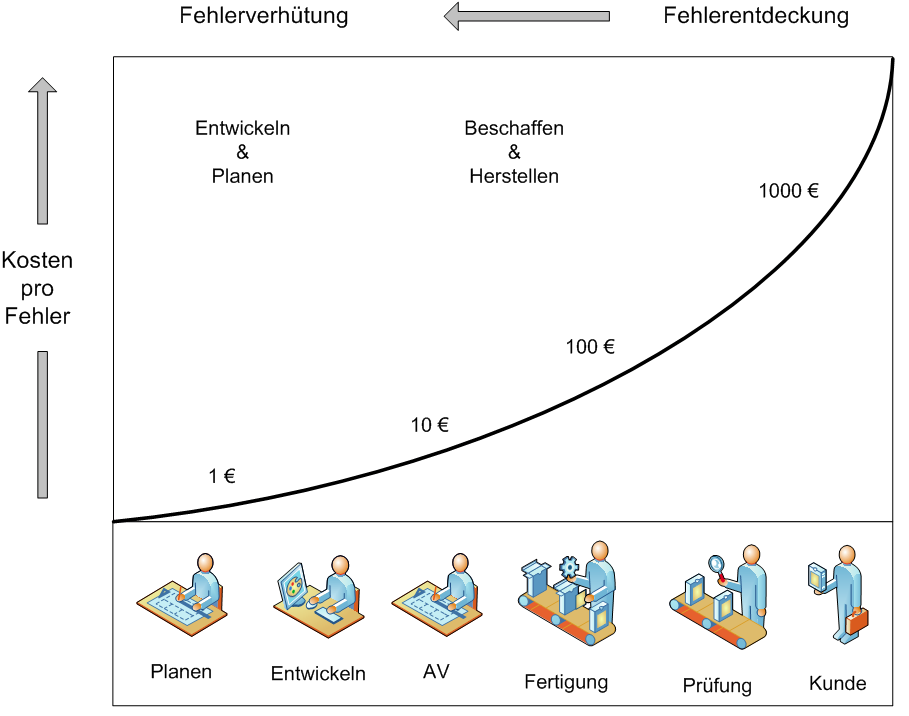 Fehlerverhütung
Fehlerentdeckung
Entwickeln
&
Planen
Beschaffen
&
Herstellen
1000 €
Kosten
pro
Fehler
100 €
10 €
1 €
Planen
Entwickeln
AV
Fertigung
Prüfung
Kunde